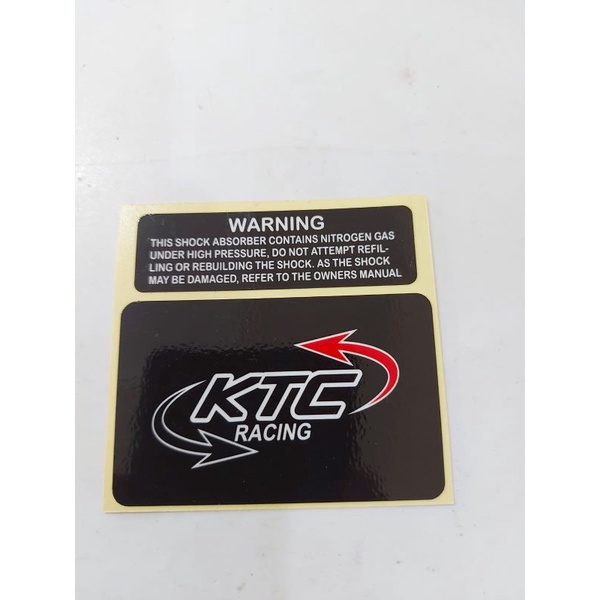 WARNING
THIS SHOCK ABSORBER CONTAINS NITROGEN GAS
UNDER HIGH PRESSURE, DO NOT ATTEMPT REFIL-
LING OR REBUILDING THE SHOCK. AS THE SHOCK
MAY BE DAMAGED, REFER TO THE OWNERS MANUAL
KTC
RACING